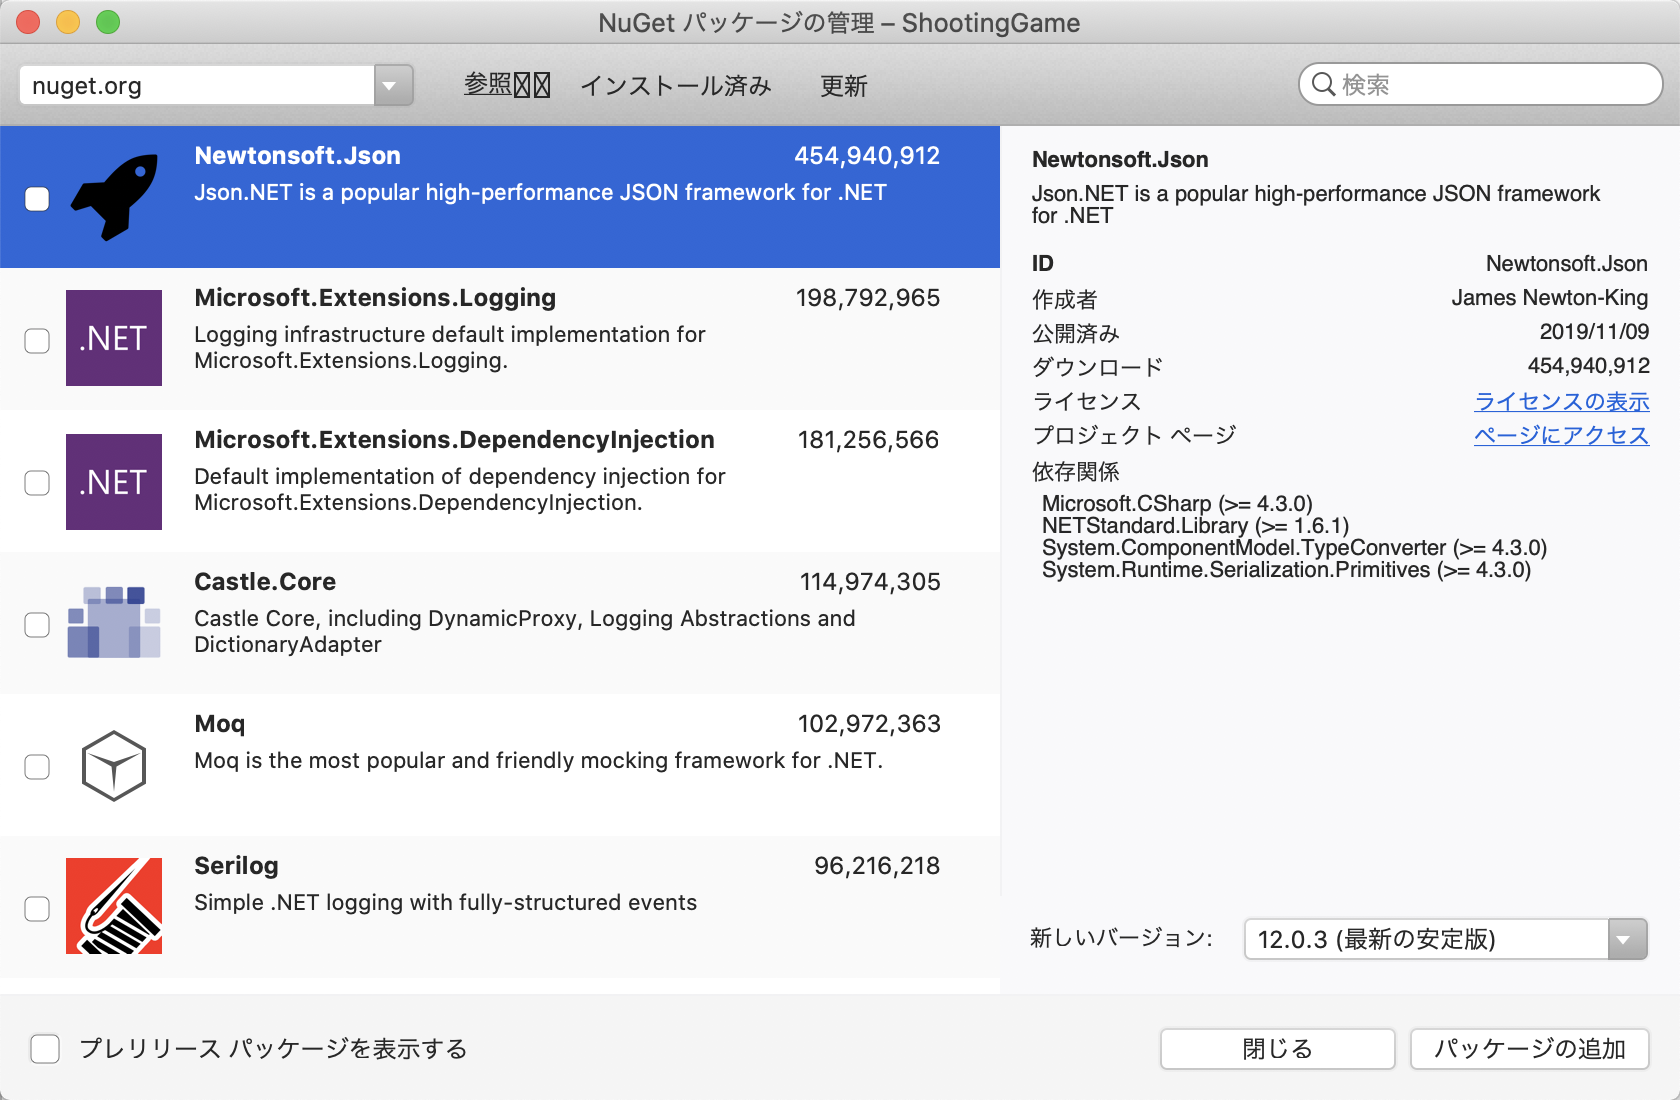 NuGet パッケージの管理 – ShootingGame
nuget.org
参照 インストール済み 更新
検索
Newtonsoft.Json 454,940,912
Json.NET is a popular high-performance JSON framework for .NET
.NET
Microsoft.Extensions.Logging 198,792,965
Logging infrastructure default implementation for
Microsoft.Extensions.Logging.
.NET
Microsoft.Extensions.DependencyInjection 181,256,566
Default implementation of dependency injection for
Microsoft.Extensions.DependencyInjection.
Castle.Core 114,974,305
Castle Core, including DynamicProxy, Logging Abstractions and
DictionaryAdapter
Moq 102,972,363
Moq is the most popular and friendly mocking framework for .NET.
Serilog 96,216,218
Simple .NET logging with fully-structured events
Newtonsoft.Json
Json.NET is a popular high-performance JSON framework
for .NET
ID Newtonsoft.Json
作成者 James Newton-King
公開済み 2019/11/09
ダウンロード 454,940,912
ライセンス ライセンスの表示
プロジェクト ページ ページにアクセス
依存関係
Microsoft.CSharp (>= 4.3.0)
NETStandard.Library (>= 1.6.1)
System.ComponentModel.TypeConverter (>= 4.3.0)
System.Runtime.Serialization.Primitives (>= 4.3.0)
新しいバージョン: 12.0.3 (最新の安定版)
プレリリース パッケージを表示する
閉じる パッケージの追加